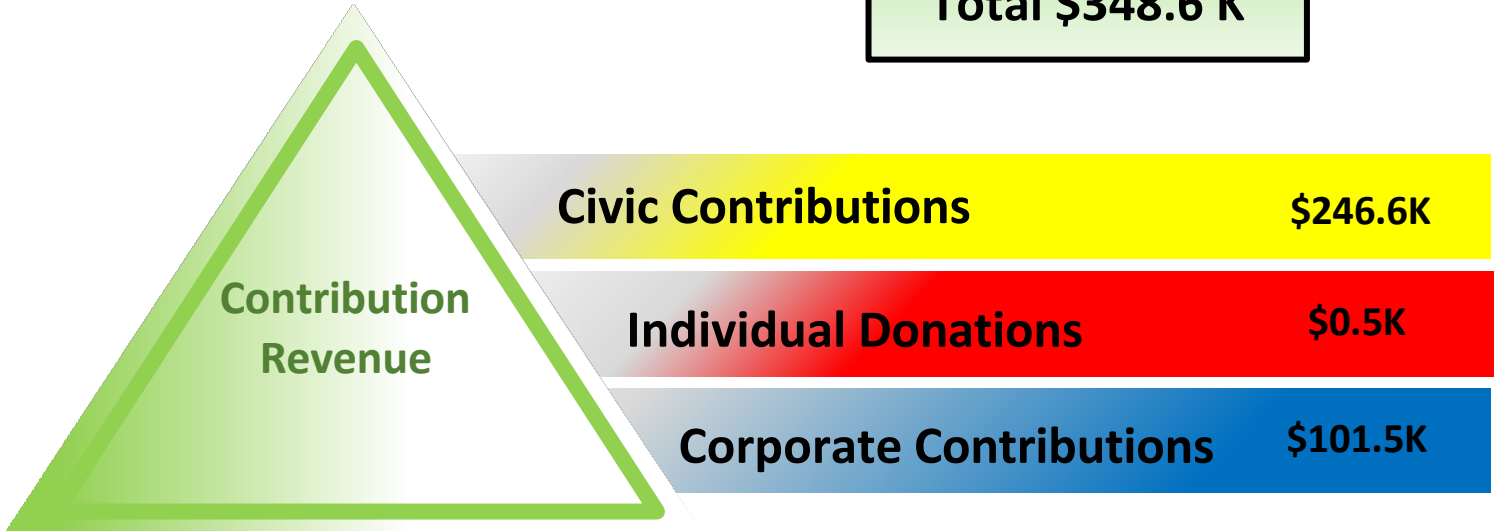 Total $348.6 K
Civic Contributions $246.6K
Individual Donations $0.5K
Corporate Contributions $101.5K
Contribution
Revenue